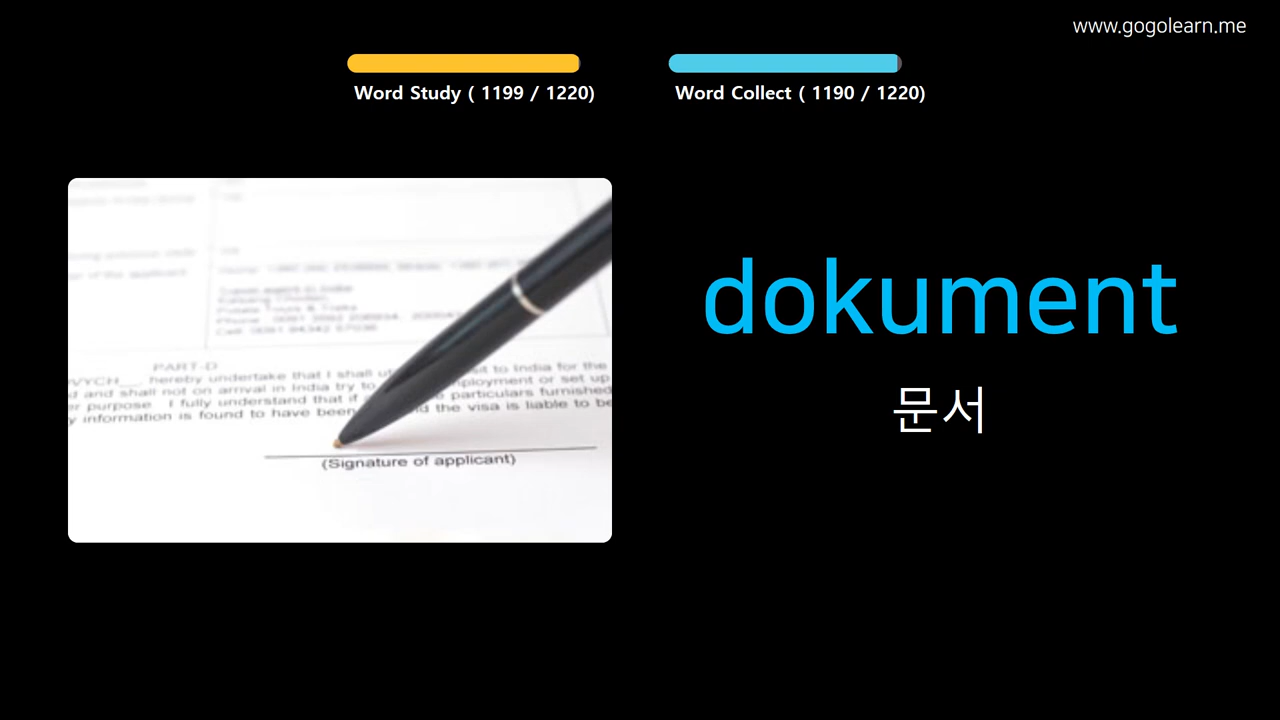 www.gogolearn.me
Word Study ( 1199 / 1220)
Word Collect ( 1190 / 1220)
dokument
문서
PART-D
hereby undertake that I shall sit to India for the
d and shall not on arrival in India try to employment or set up
er purpose I fully understand that if particulars furnished
y information is found to have been d the visa is liable to be
(Signature of applicant)